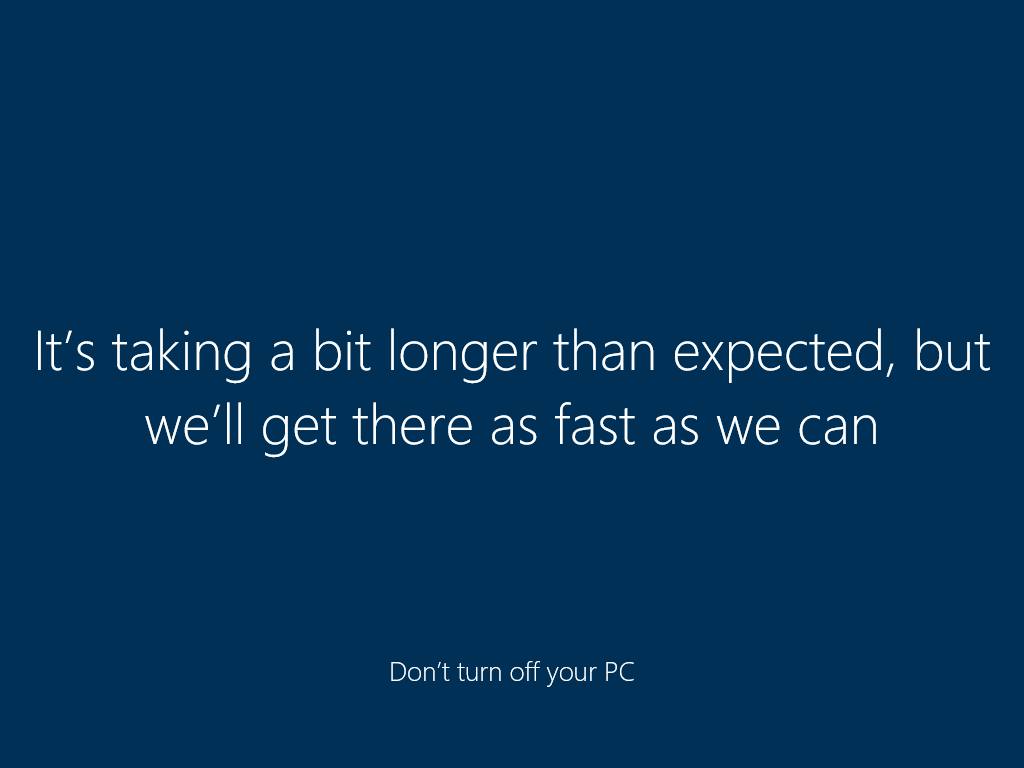 It’s taking a bit longer than expected, but
we’ll get there as fast as we can
Don’t turn off your PC